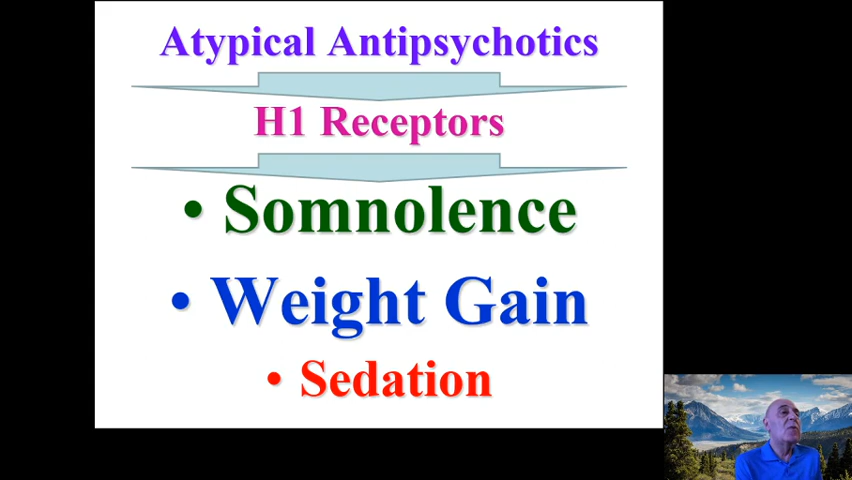 Atypical Antipsychotics
H1 Receptors
• Somnolence
• Weight Gain
• Sedation